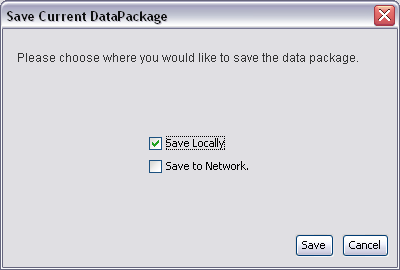 Save Current DataPackage
Please choose where you would like to save the data package.
Save Locally
Save to Network.
Save Cancel